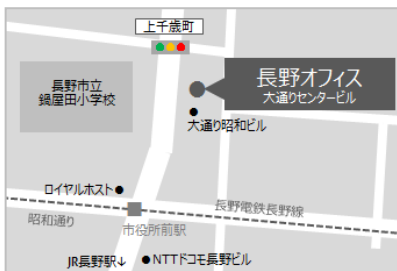 上千歳町
長野オフィス
大通りセンタービル
長野市立
鍋屋田小学校
大通り昭和ビル
ロイヤルホスト
長野電鉄長野線
昭和通り
市役所前駅
JR長野駅↓
NTTドコモ長野ビル